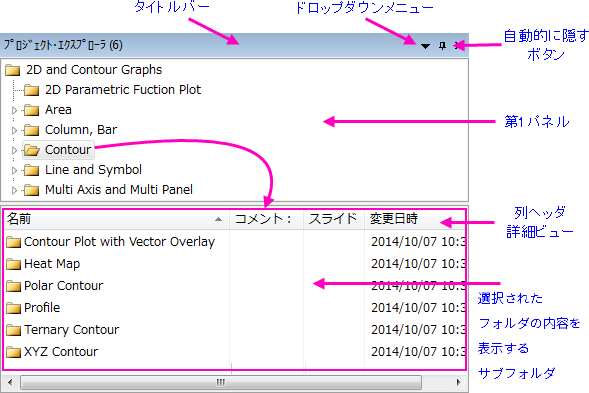 タイトルバー
ドロップダウンメニュー
自動的に隠す
ボタン
ﾌﾟﾛｼﾞｪｸﾄ･ｴｸｽﾌﾟﾛｰﾗ (6)
2D and Contour Graphs
2D Parametric Fuction Plot
Area
Column, Bar
Contour
Line and Symbol
Multi Axis and Multi Panel
第1パネル
名前 コメント： スライド 変更日時
Contour Plot with Vector Overlay 2014/10/07 10:3
Heat Map 2014/10/07 10:3
Polar Contour 2014/10/07 10:3
Profile 2014/10/07 10:3
Ternary Contour 2014/10/07 10:3
XYZ Contour 2014/10/07 10:3
列ヘッダ
詳細ビュー
選択された
フォルダの内容を
表示する
サブフォルダ